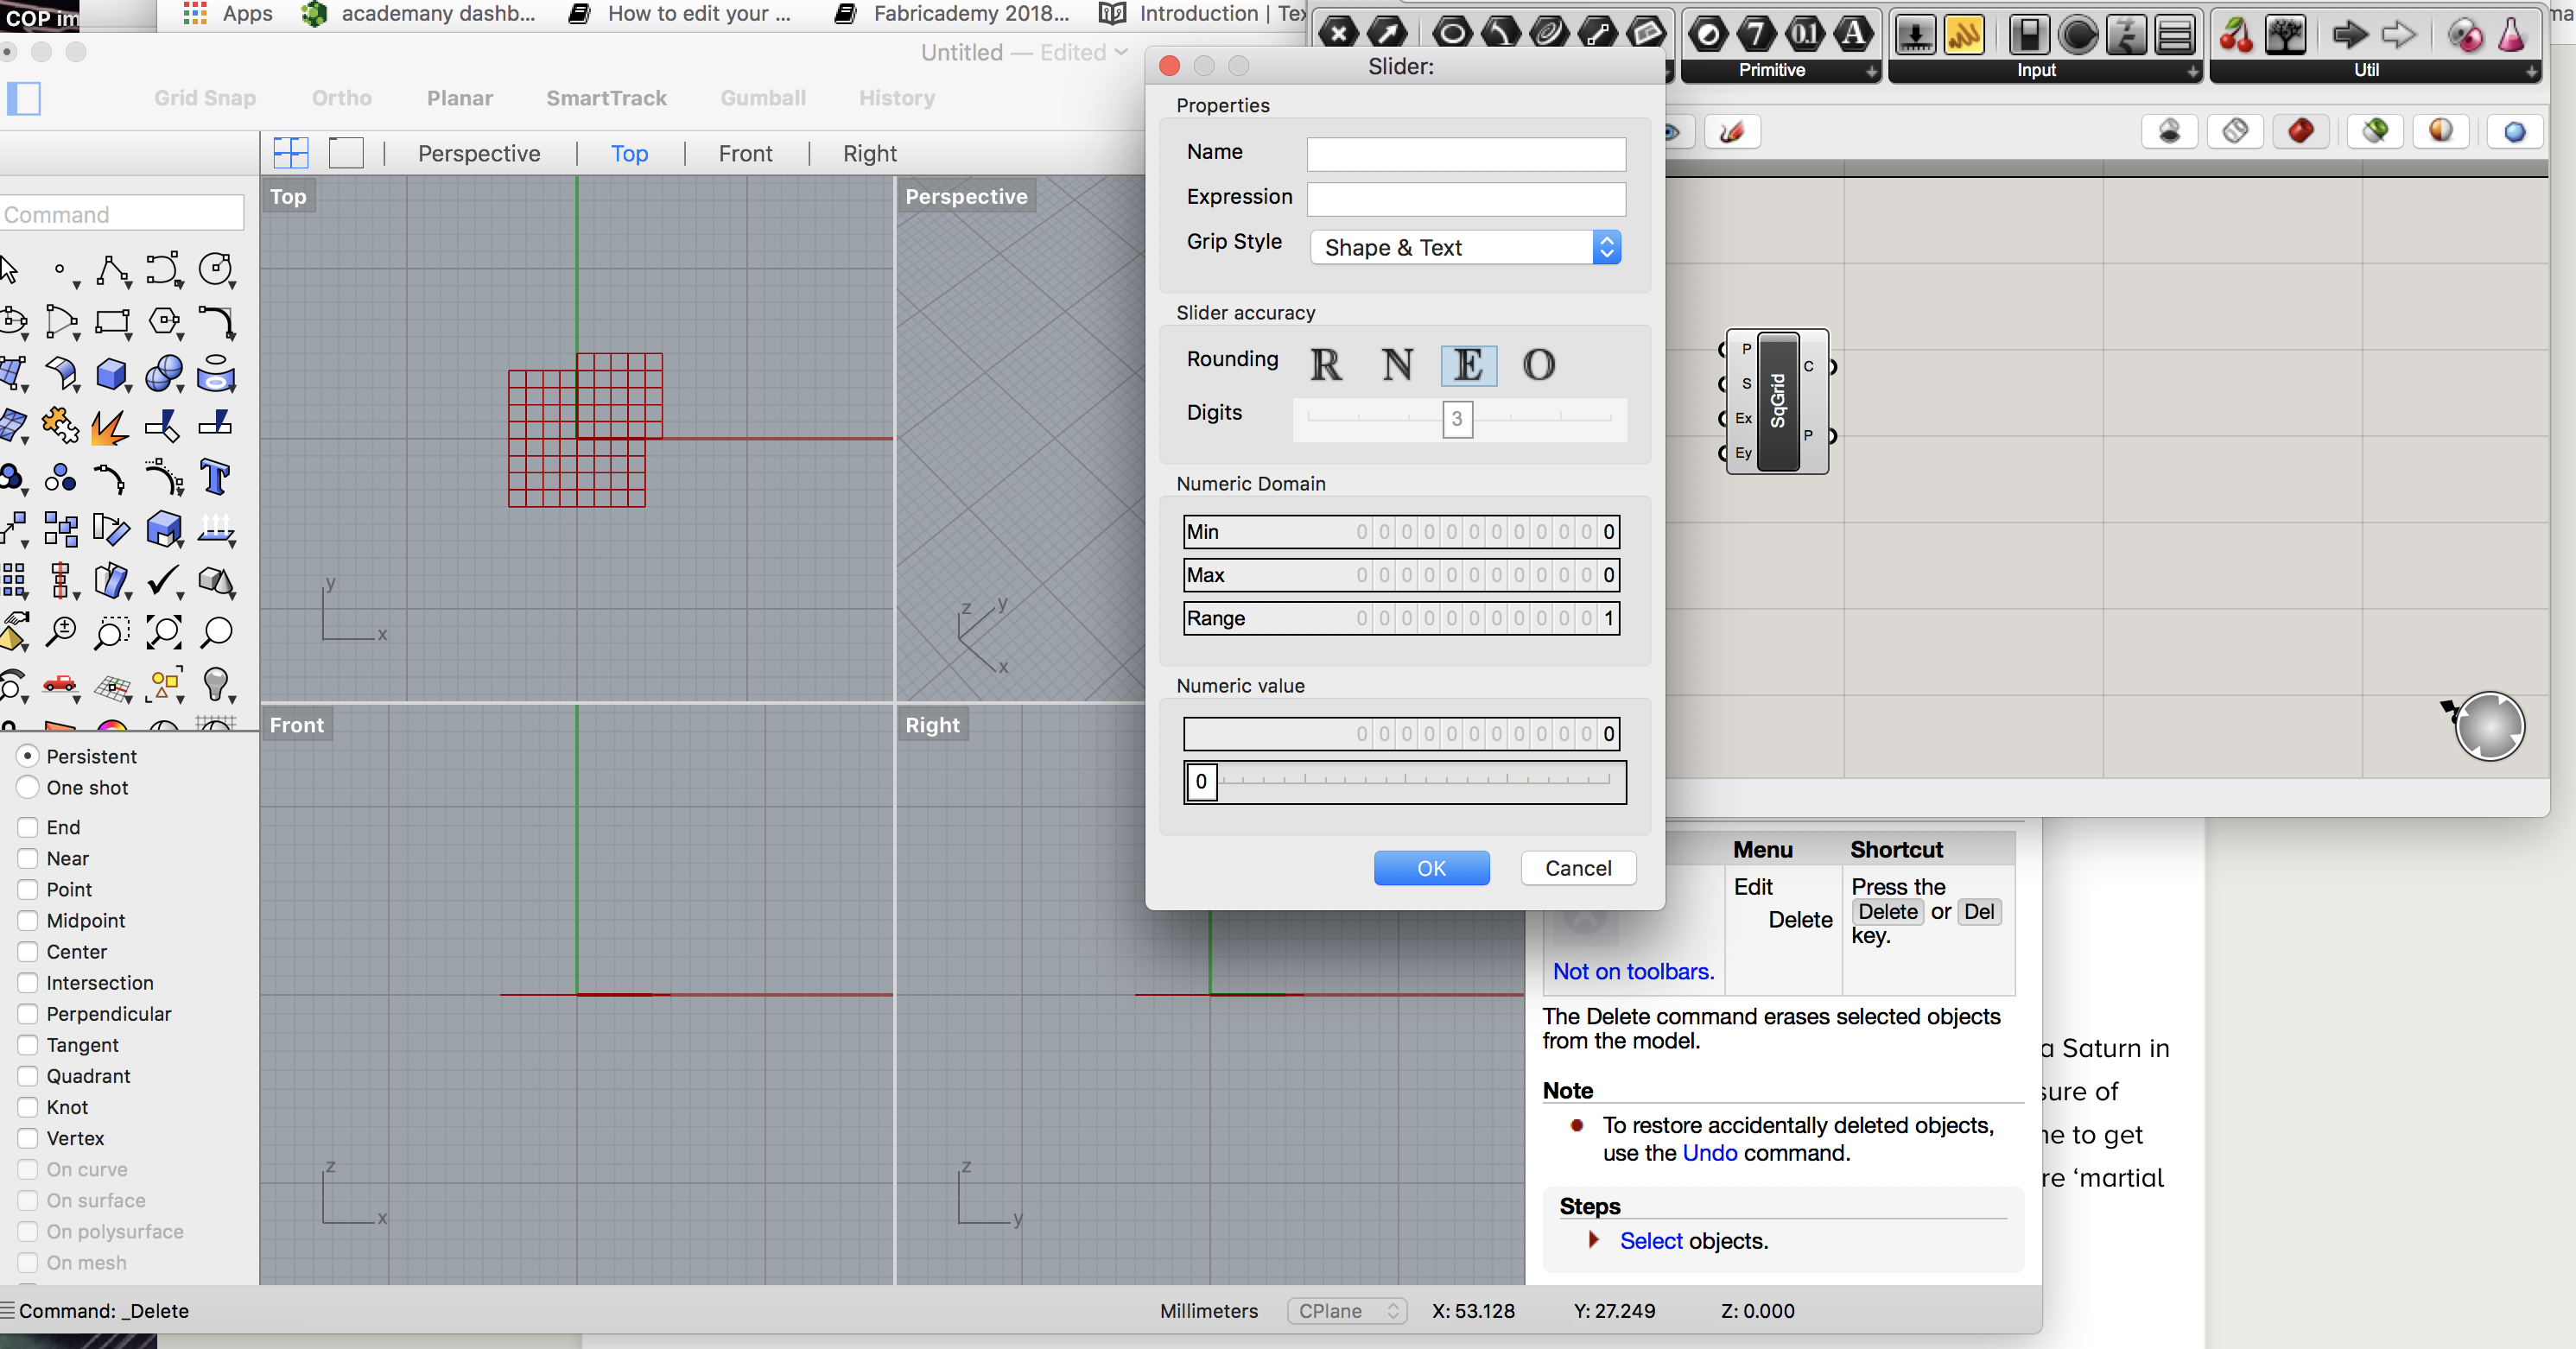 COP im
Apps
academany dashb...
How to edit your ...
Fabricademy 2018...
Introduction | Tex
Untitled — Edited
Grid Snap
Ortho
Planar
SmartTrack
Gumball
History
Perspective
Top
Front
Right
Command
Top
Perspective
y
x
z
y
x
Front
Right
z
x
z
y
Persistent
One shot
End
Near
Point
Midpoint
Center
Intersection
Perpendicular
Tangent
Quadrant
Knot
Vertex
On curve
On surface
On polysurface
On mesh
Command: _Delete
Millimeters
CPlane
X: 53.128
Y: 27.249
Z: 0.000
Slider:
Properties
Name
Expression
Grip Style
Shape & Text
Slider accuracy
Rounding
R N E O
Digits
3
Numeric Domain
Min 0 0 0 0 0 0 0 0 0 0 0 0
Max 0 0 0 0 0 0 0 0 0 0 0 0
Range 0 0 0 0 0 0 0 0 0 0 0 1
Numeric value
0 0 0 0 0 0 0 0 0 0 0 0
0
OK
Cancel
7
0.1
A
Primitive
Input
Util
P
S
Ex
Ey
SqGrid
C
P
Menu
Shortcut
Edit
Delete
Press the
Delete or Del
key.
Not on toolbars.
The Delete command erases selected objects
from the model.
Note
To restore accidentally deleted objects,
use the Undo command.
Steps
Select objects.
a Saturn in
sure of
ne to get
re ‘martial